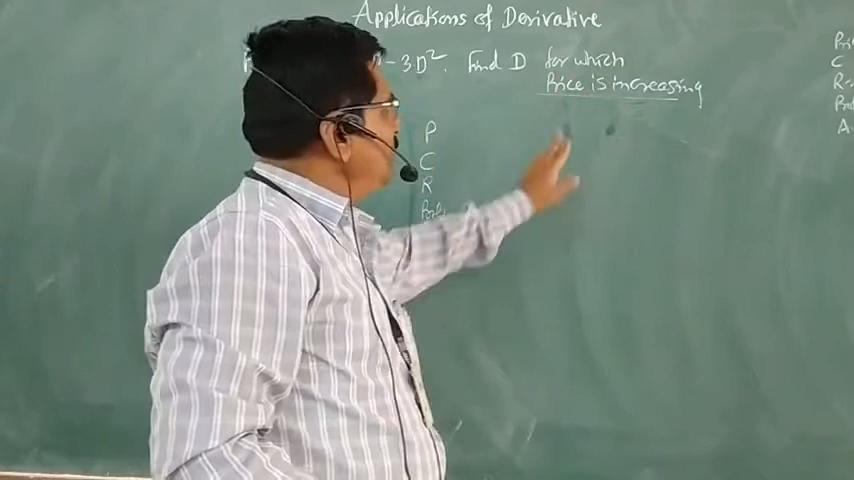 Applications of Derivative
- 3D². Find D for which
Price is increasing
P
C
R
C